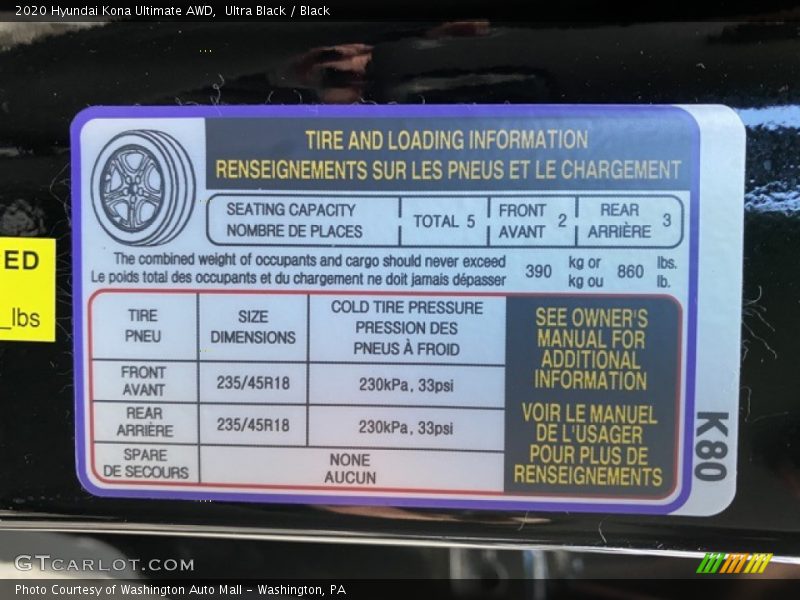 2020 Hyundai Kona Ultimate AWD,  Ultra Black / Black
TIRE AND LOADING INFORMATION
RENSEIGNEMENTS SUR LES PNEUS ET LE CHARGEMENT
SEATING CAPACITY
NOMBRE DE PLACES
TOTAL 5
FRONT
AVANT
2
REAR
ARRIÈRE
3
The combined weight of occupants and cargo should never exceed
Le poids total des occupants et du chargement ne doit jamais dépasser
390
kg or
kg ou
860
lbs.
lb.
ED
_lbs
TIRE
PNEU
SIZE
DIMENSIONS
COLD TIRE PRESSURE
PRESSION DES
PNEUS À FROID
FRONT
AVANT
235/45R18
230kPa, 33psi
REAR
ARRIÈRE
235/45R18
230kPa, 33psi
SPARE
DE SECOURS
NONE
AUCUN
SEE OWNER'S
MANUAL FOR
ADDITIONAL
INFORMATION
VOIR LE MANUEL
DE L'USAGER
POUR PLUS DE
RENSEIGNEMENTS
K80
GTCARLOT.COM
Photo Courtesy of Washington Auto Mall - Washington, PA